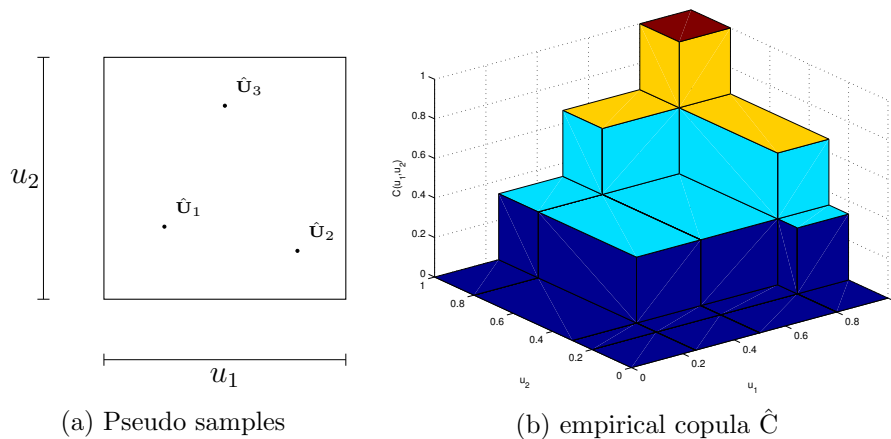 Û₃
u₂
Û₁
Û₂
u₁
(a) Pseudo samples
1
0.8
0.6
0.4
0.2
0
C(u₁,u₂)
1
0.8
0.6
0.4
0.2
0
u₂
0
0.2
0.4
0.6
0.8
u₁
(b) empirical copula Ĉ